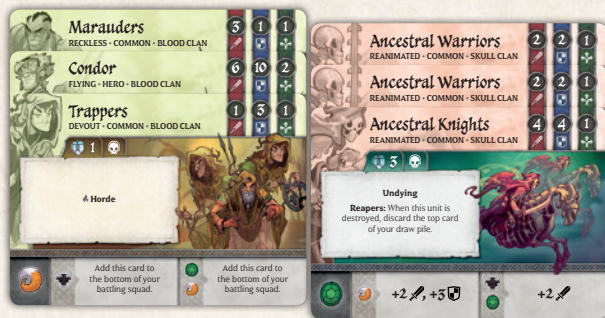 Marauders
RECKLESS • COMMON • BLOOD CLAN
3 1 1
Condor
FLYING • HERO • BLOOD CLAN
6 10 2
Trappers
DEVOUT • COMMON • BLOOD CLAN
1 3 1
1
Horde
Add this card to
the bottom of your
battling squad.
Add this card to
the bottom of your
battling squad.
Ancestral Warriors
REANIMATED • COMMON • SKULL CLAN
2 2 1
Ancestral Warriors
REANIMATED • COMMON • SKULL CLAN
2 2 1
Ancestral Knights
REANIMATED • COMMON • SKULL CLAN
4 4 1
3
Undying
Reapers: When this unit is
destroyed, discard the top card
of your draw pile.
+2 , +3
+2